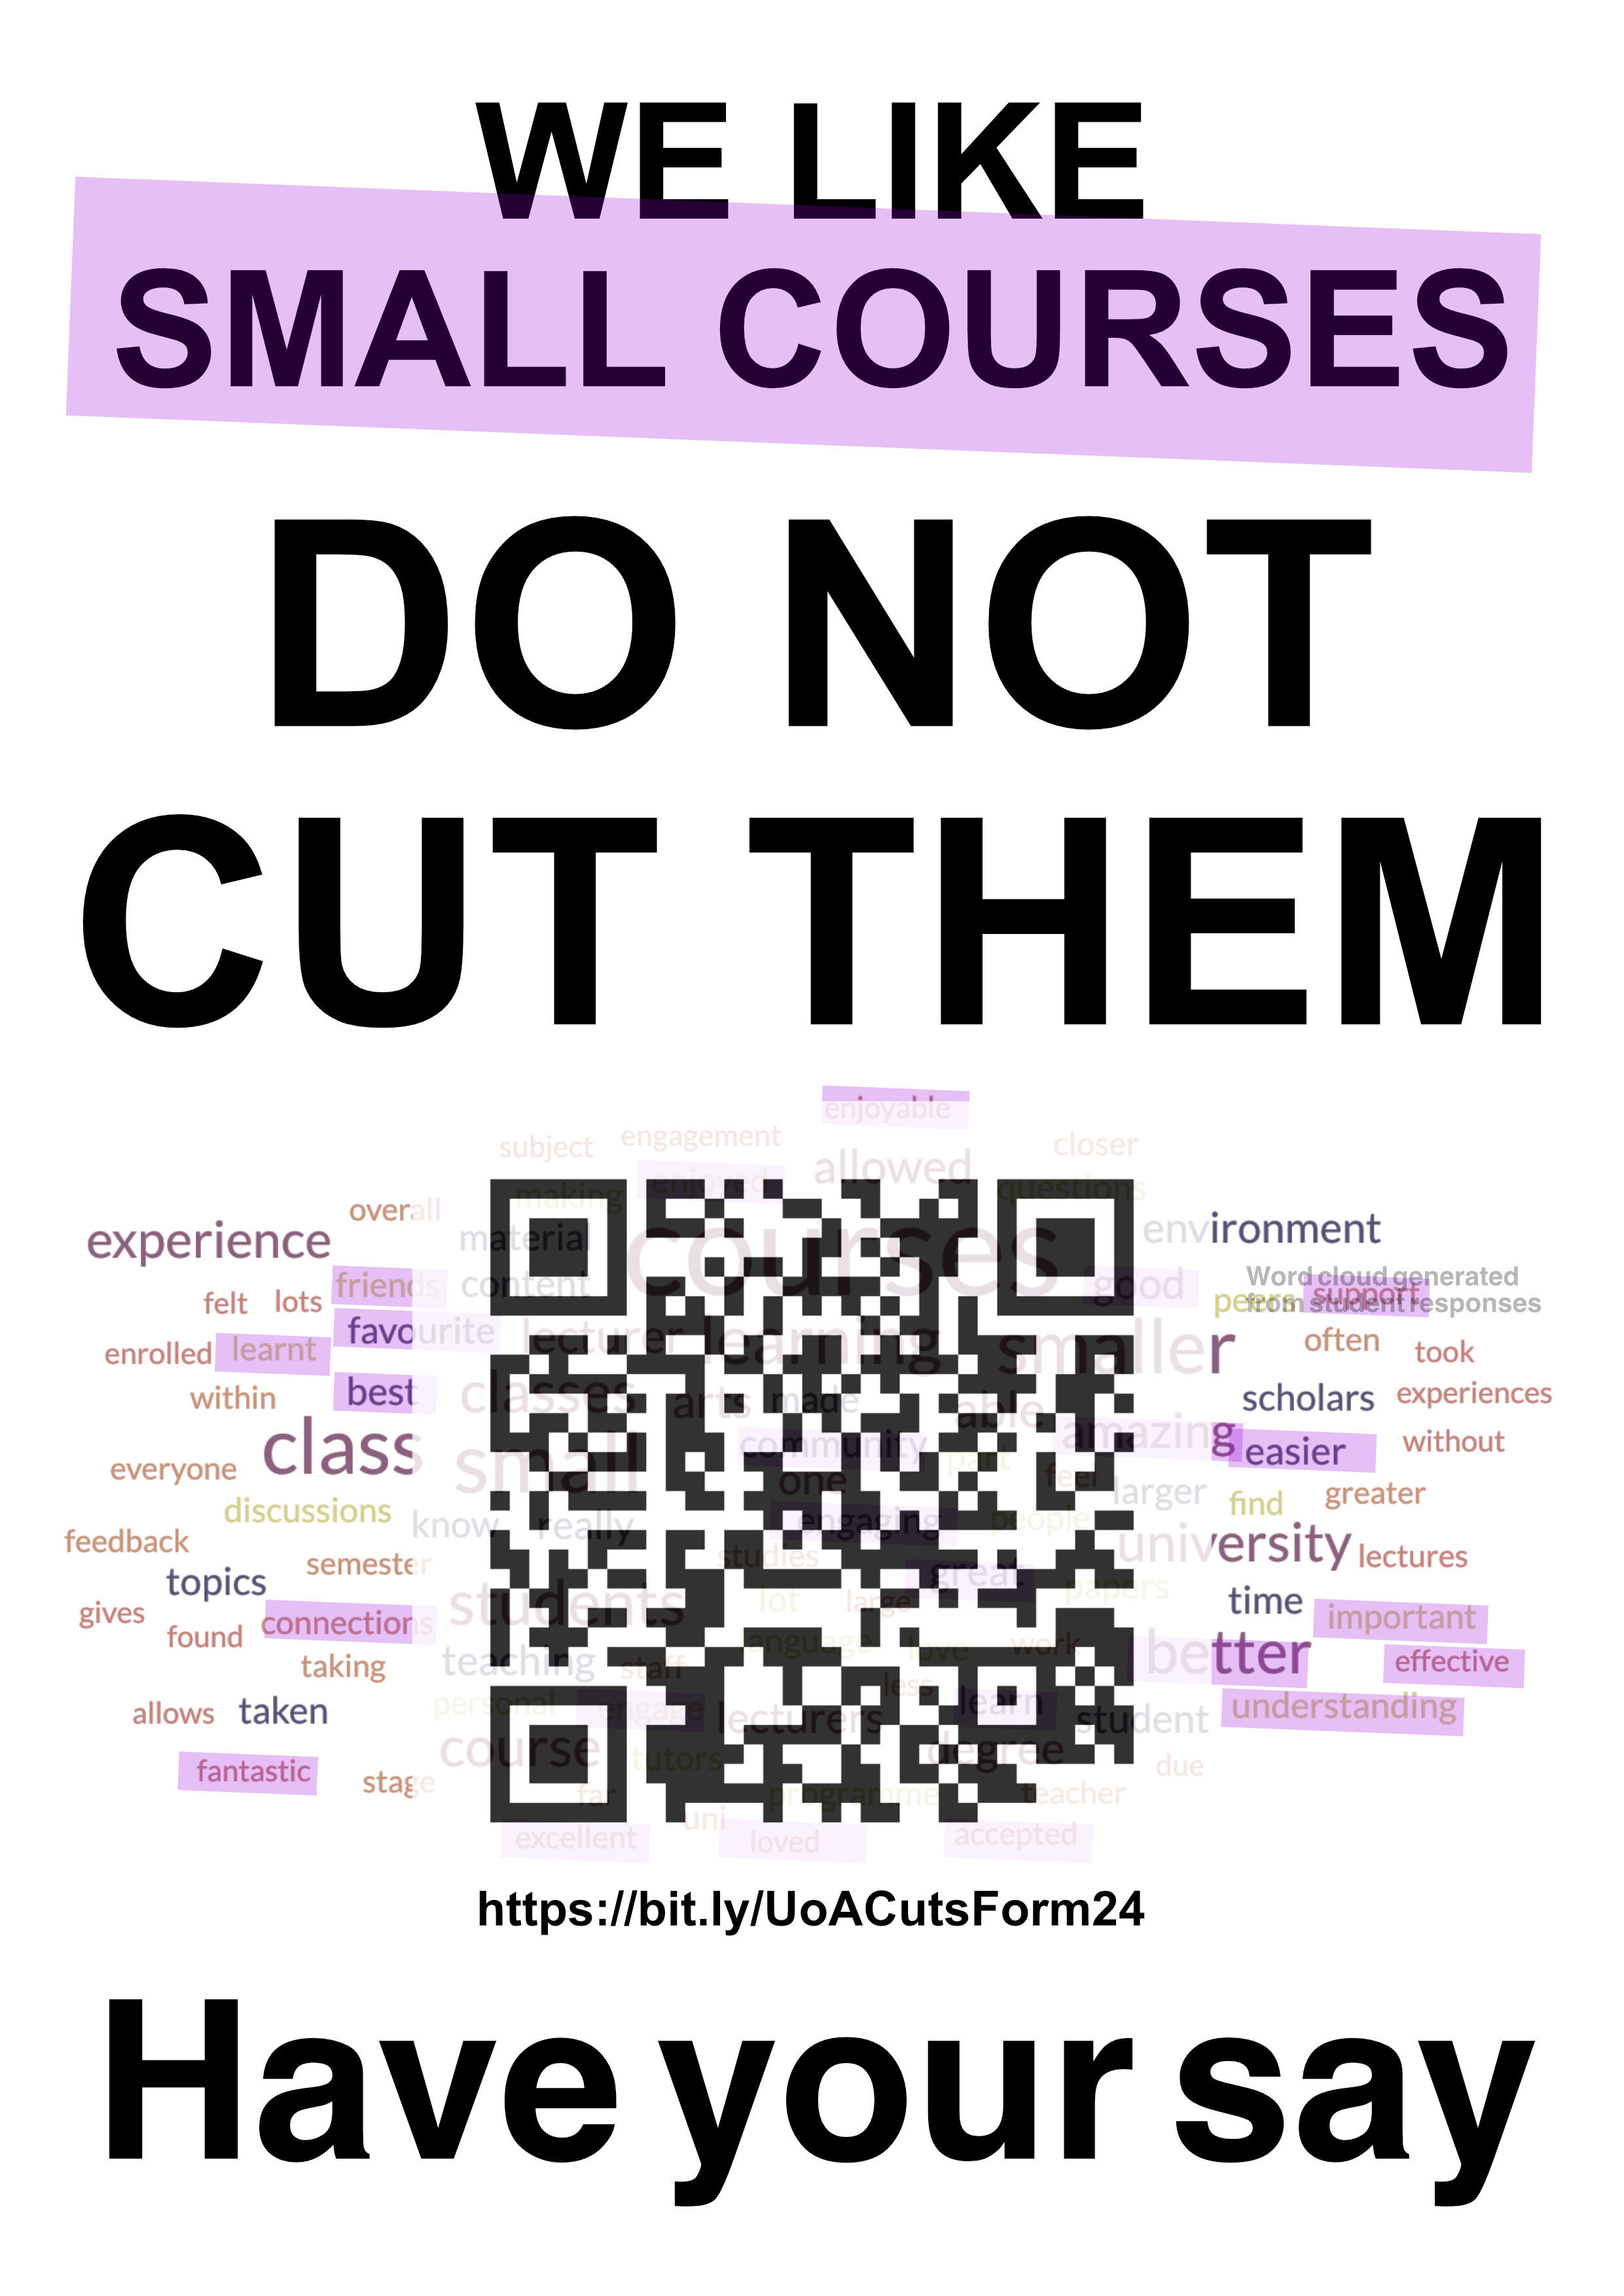 WE LIKE
SMALL COURSES
DO NOT
CUT THEM
enjoyable
subject engagement closer
enjoyed allowed
making questions
overall
experience material courses environment
friends content good Word cloud generated
felt lots peers support from student responses
favourite lecturer learning smaller often
enrolled learnt took
within best classes arts made able scholars experiences
class community amazing easier without
everyone small one part feel
larger find greater
discussions know really engaging people
feedback studies university lectures
topics semester great
gives students lot large papers time important
found connections language love work better
taking teaching staff less effective
allows taken personal engage lecturers learn student understanding
course tutors degree due
fantastic stage far programme teacher
uni
excellent loved accepted
https://bit.ly/UoACutsForm24
Have your say